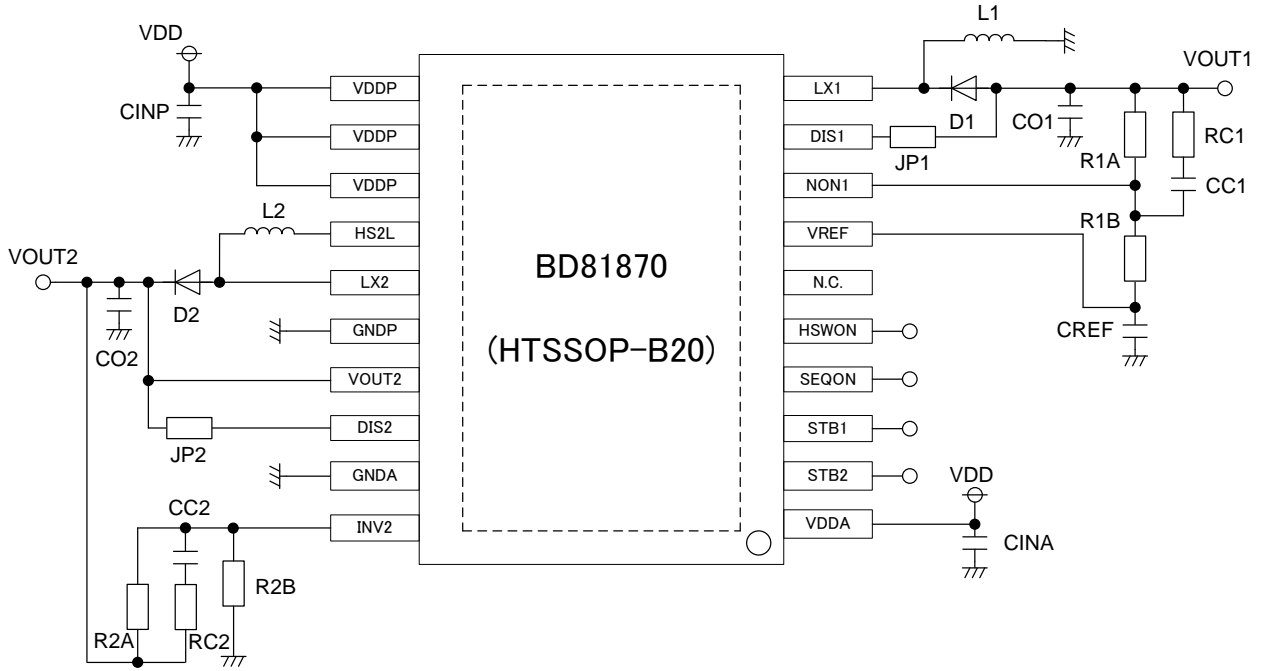 VDD
CINP
VDDP
VDDP
VDDP
L2
HS2L
VOUT2
LX2
D2
CO2
GNDP
VOUT2
DIS2
JP2
GNDA
CC2
INV2
R2A
RC2
R2B
BD81870
(HTSSOP-B20)
L1
LX1
VOUT1
D1
CO1
DIS1
JP1
R1A
RC1
NON1
CC1
R1B
VREF
N.C.
CREF
HSWON
SEQON
STB1
STB2
VDD
VDDA
CINA